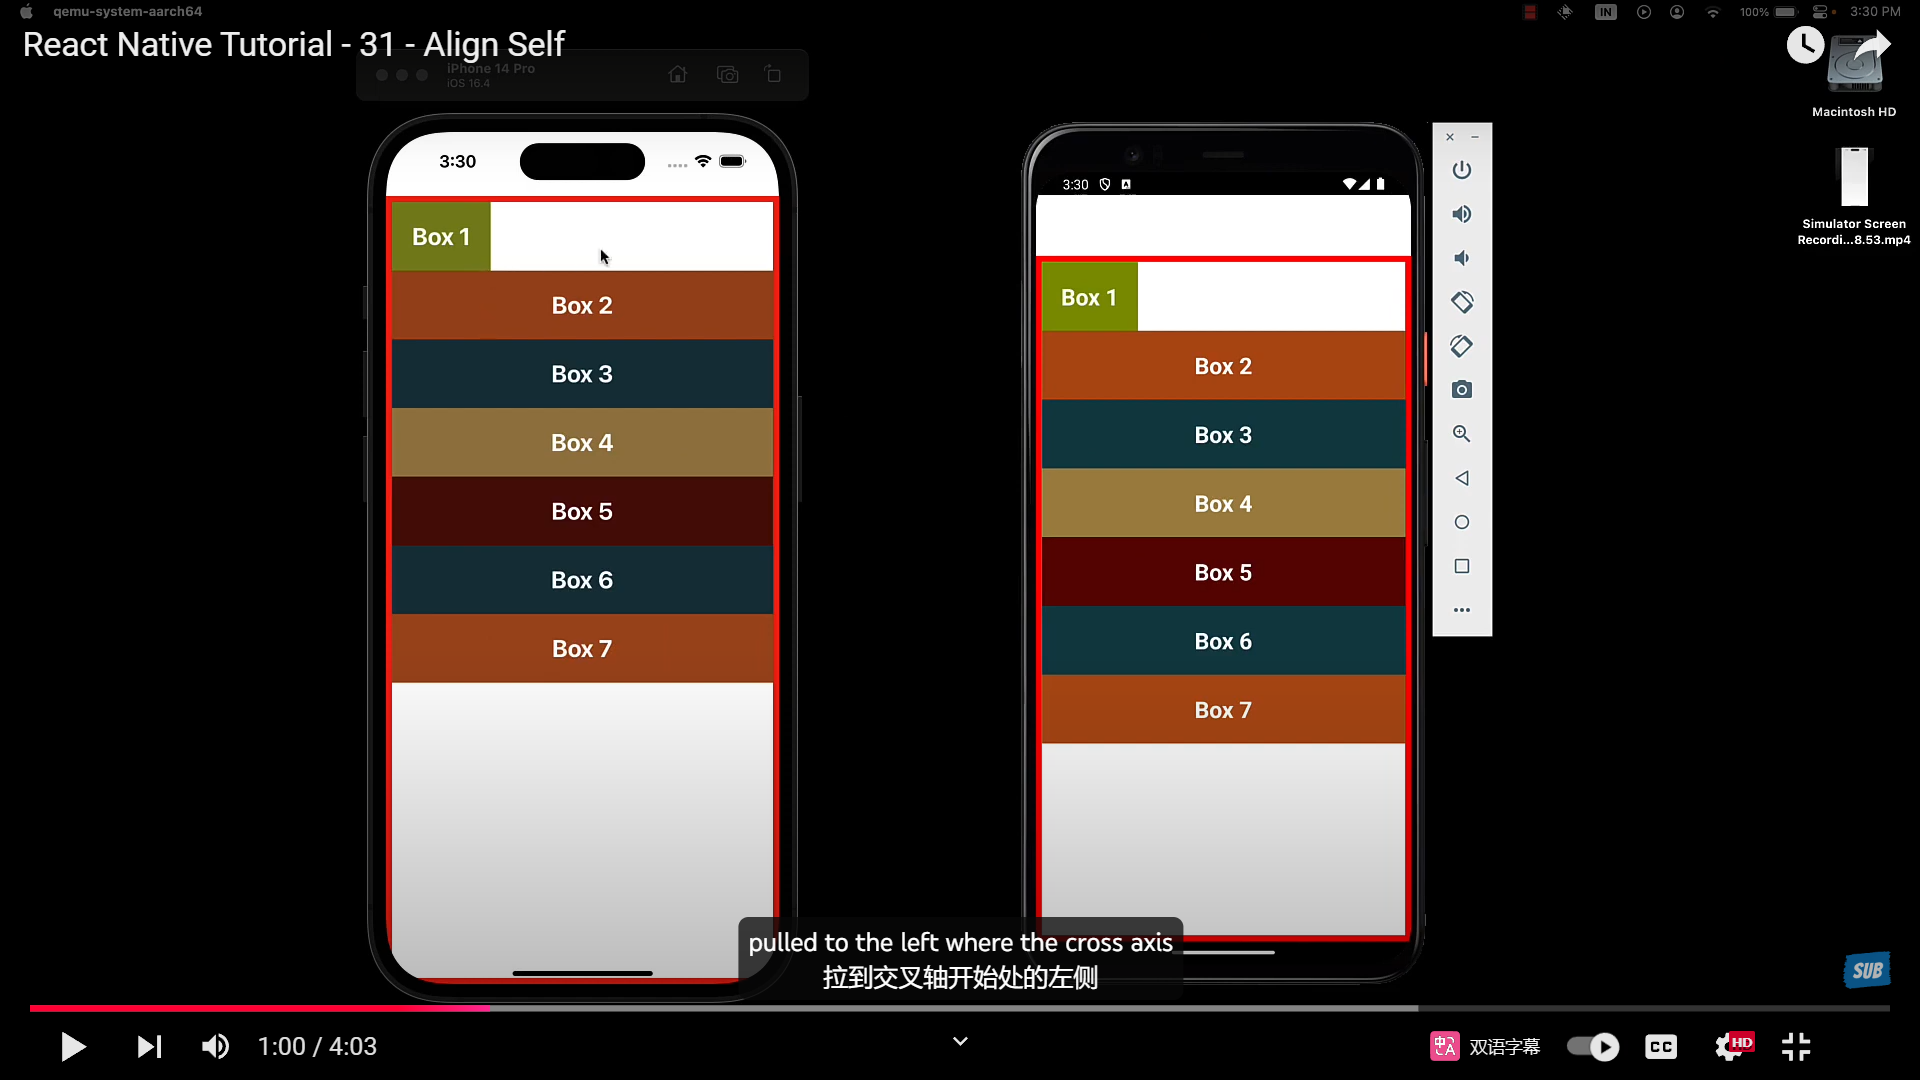 qemu-system-aarch64
IN
100%
3:30 PM
React Native Tutorial - 31 - Align Self
iPhone 14 Pro
iOS 16.4
Macintosh HD
Simulator Screen
Recordi...8.53.mp4
3:30
Box 1
Box 2
Box 3
Box 4
Box 5
Box 6
Box 7
3:30
Box 1
Box 2
Box 3
Box 4
Box 5
Box 6
Box 7
pulled to the left where the cross axis
拉到交叉轴开始处的左侧
SUB
1:00 / 4:03
中 A
双语字幕
CC
HD